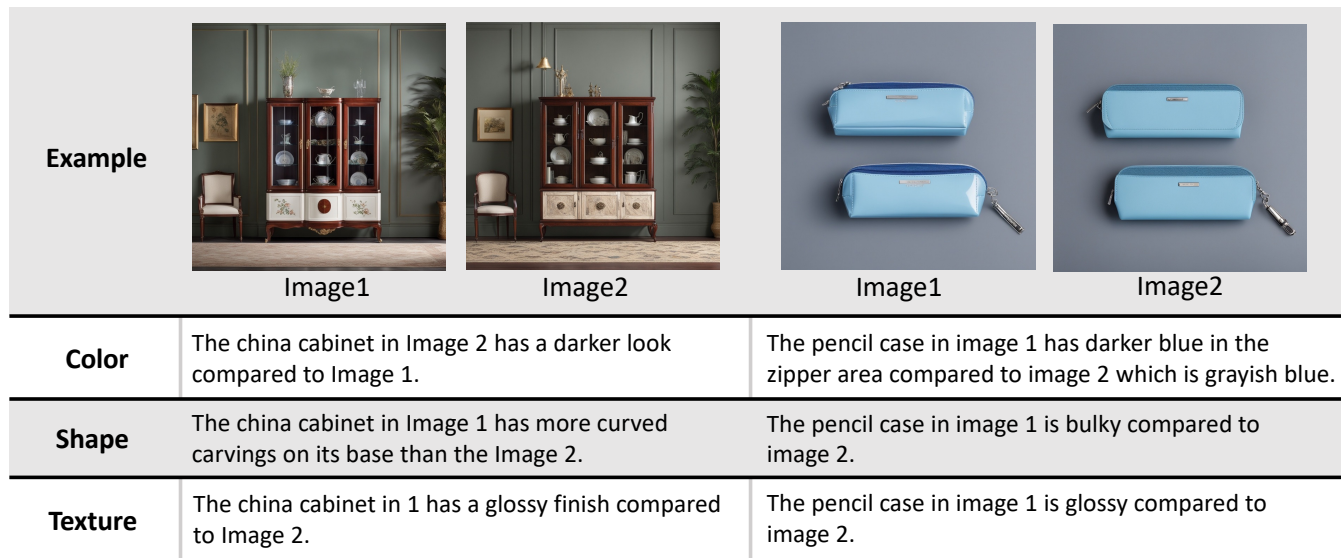 Example
Image1
Image2
Image1
Image2
Color
The china cabinet in Image 2 has a darker look
compared to Image 1.
The pencil case in image 1 has darker blue in the
zipper area compared to image 2 which is grayish blue.
Shape
The china cabinet in Image 1 has more curved
carvings on its base than the Image 2.
The pencil case in image 1 is bulky compared to
image 2.
Texture
The china cabinet in 1 has a glossy finish compared
to Image 2.
The pencil case in image 1 is glossy compared to
image 2.